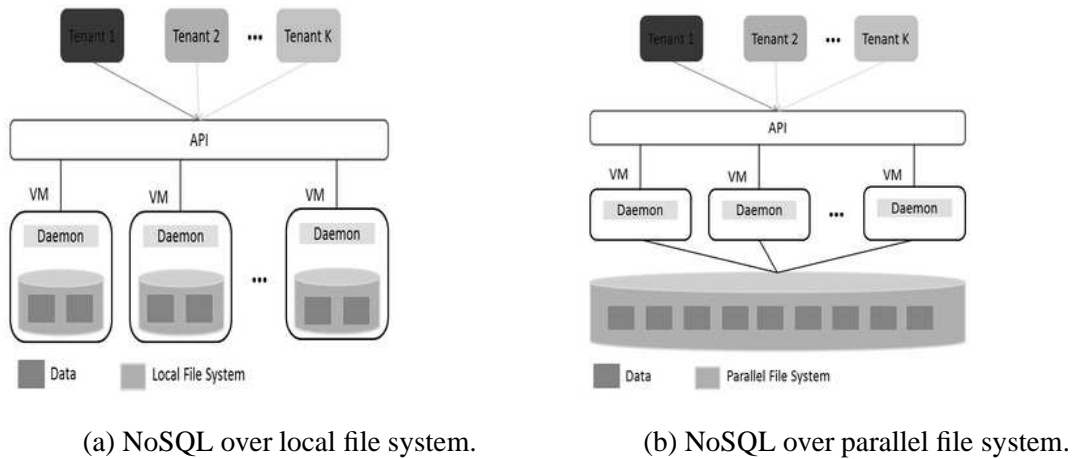 Tenant 1 Tenant 2 ••• Tenant K
API
VM VM VM
Daemon Daemon Daemon
•••
Data Local File System
(a) NoSQL over local file system.
Tenant 1 Tenant 2 ••• Tenant K
API
VM VM VM
Daemon Daemon ••• Daemon
Data Parallel File System
(b) NoSQL over parallel file system.